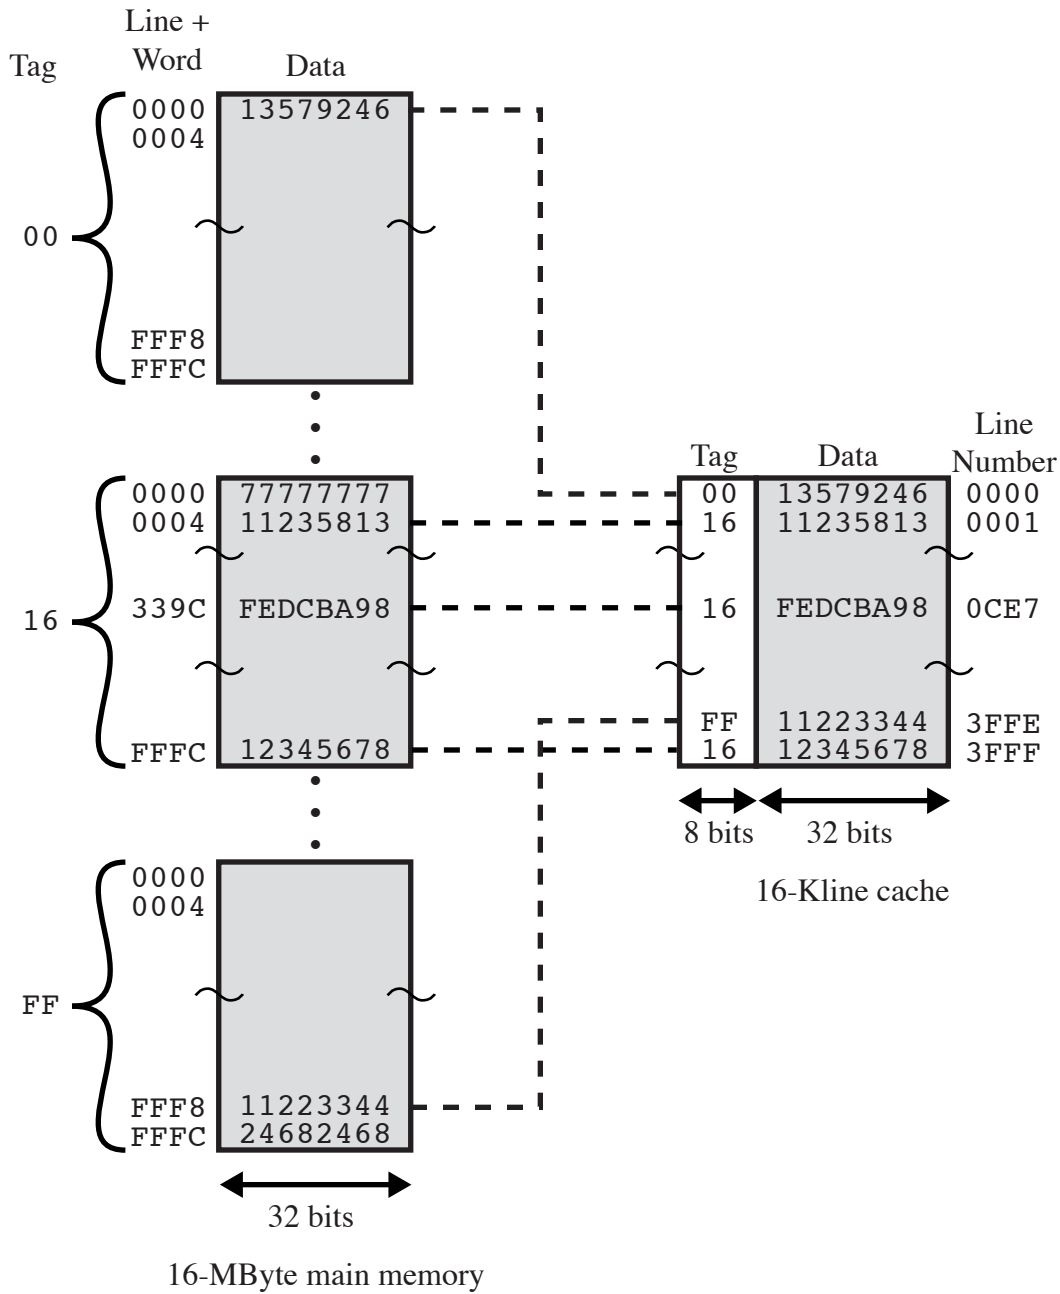 Line +
Tag Word Data
0000 13579246
0004
00
FFF8
FFFC
Line
Tag Data Number
0000 77777777 00 13579246 0000
0004 11235813 16 11235813 0001
16 339C FEDCBA98 16 FEDCBA98 0CE7
FF 11223344 3FFE
FFFC 12345678 16 12345678 3FFF
8 bits 32 bits
0000
0004
16-Kline cache
FF
FFF8 11223344
FFFC 24682468
32 bits
16-MByte main memory